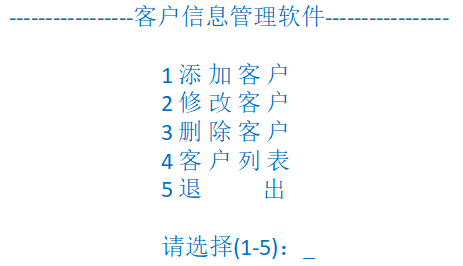 -----------------客户信息管理软件-----------------
1 添 加 客 户
2 修 改 客 户
3 删 除 客 户
4 客 户 列 表
5 退           出
请选择(1-5)：_